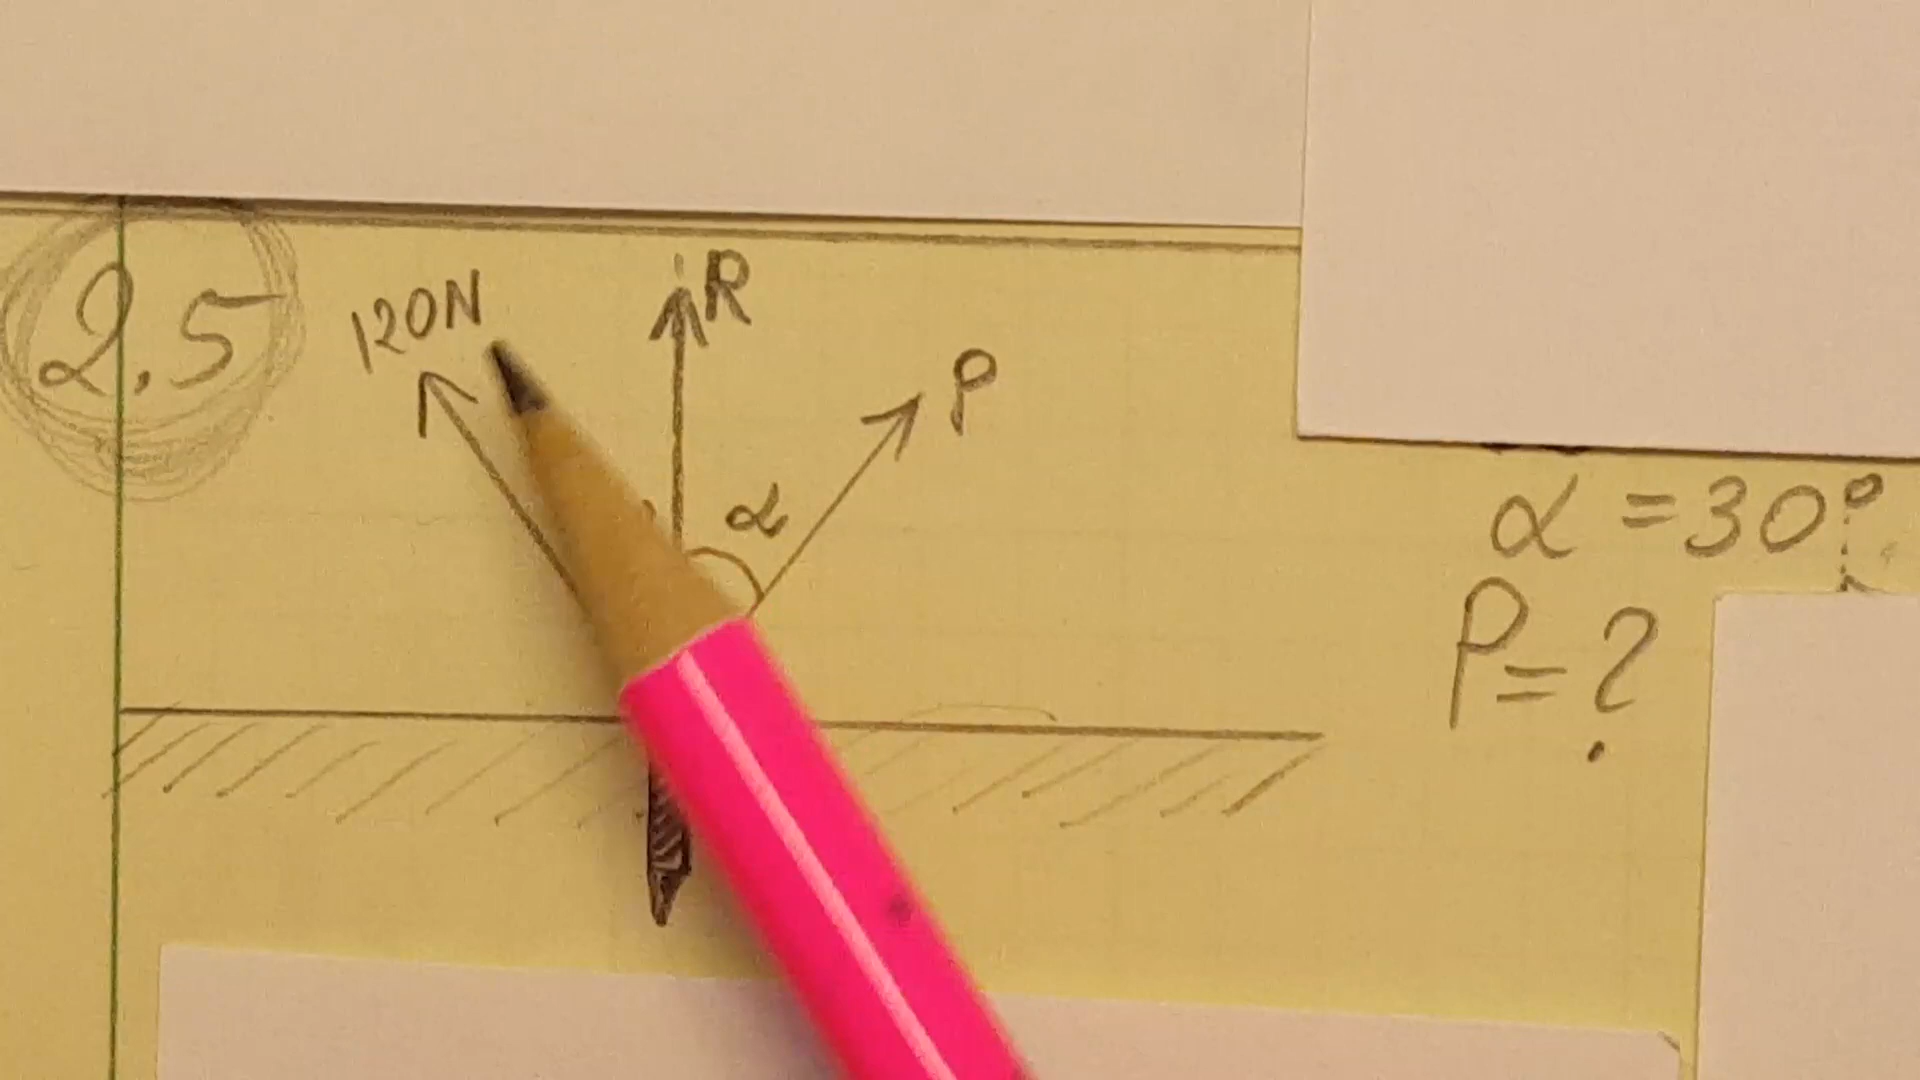 2.5
120N
R
P
α
α = 30°
P = ?